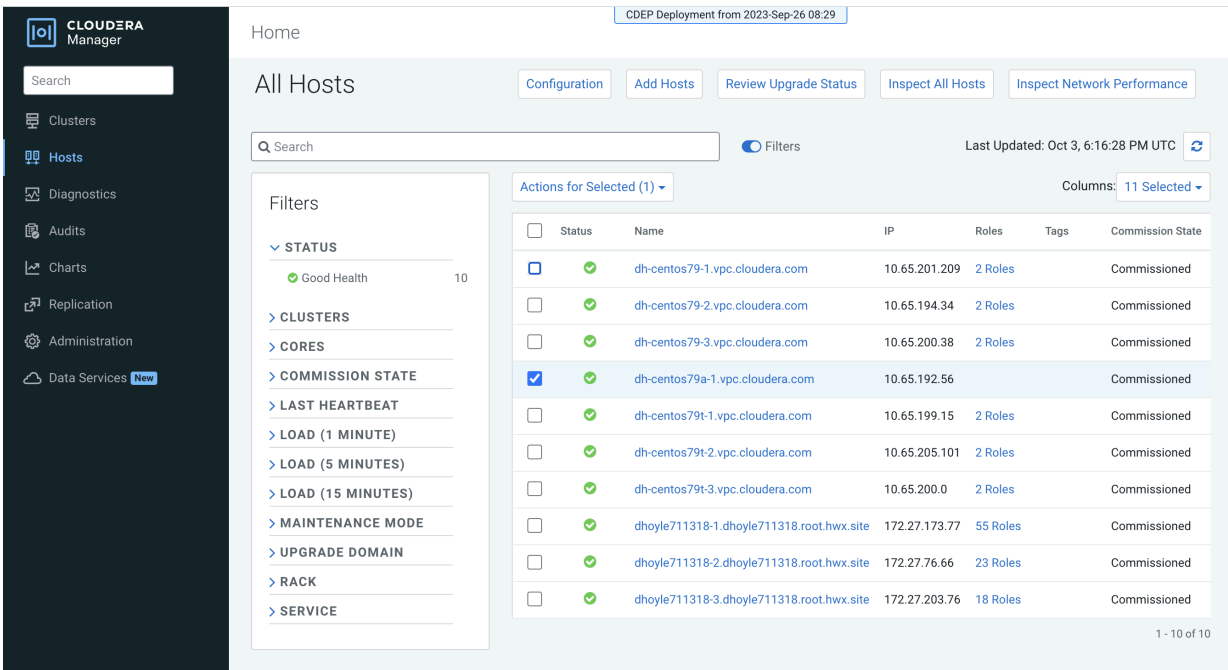 CDEP Deployment from 2023-Sep-26 08:29
CLOUDERA
Manager
Search
Clusters
Hosts
Diagnostics
Audits
Charts
Replication
Administration
Data Services New
Home
All Hosts
Configuration Add Hosts Review Upgrade Status Inspect All Hosts Inspect Network Performance
Search Filters Last Updated: Oct 3, 6:16:28 PM UTC
Filters
STATUS
Good Health 10
CLUSTERS
CORES
COMMISSION STATE
LAST HEARTBEAT
LOAD (1 MINUTE)
LOAD (5 MINUTES)
LOAD (15 MINUTES)
MAINTENANCE MODE
UPGRADE DOMAIN
RACK
SERVICE
Actions for Selected (1) Columns: 11 Selected
Status Name IP Roles Tags Commission State
dh-centos79-1.vpc.cloudera.com 10.65.201.209 2 Roles Commissioned
dh-centos79-2.vpc.cloudera.com 10.65.194.34 2 Roles Commissioned
dh-centos79-3.vpc.cloudera.com 10.65.200.38 2 Roles Commissioned
dh-centos79a-1.vpc.cloudera.com 10.65.192.56 Commissioned
dh-centos79t-1.vpc.cloudera.com 10.65.199.15 2 Roles Commissioned
dh-centos79t-2.vpc.cloudera.com 10.65.205.101 2 Roles Commissioned
dh-centos79t-3.vpc.cloudera.com 10.65.200.0 2 Roles Commissioned
dhoyle711318-1.dhoyle711318.root.hwx.site 172.27.173.77 55 Roles Commissioned
dhoyle711318-2.dhoyle711318.root.hwx.site 172.27.76.66 23 Roles Commissioned
dhoyle711318-3.dhoyle711318.root.hwx.site 172.27.203.76 18 Roles Commissioned
1 - 10 of 10